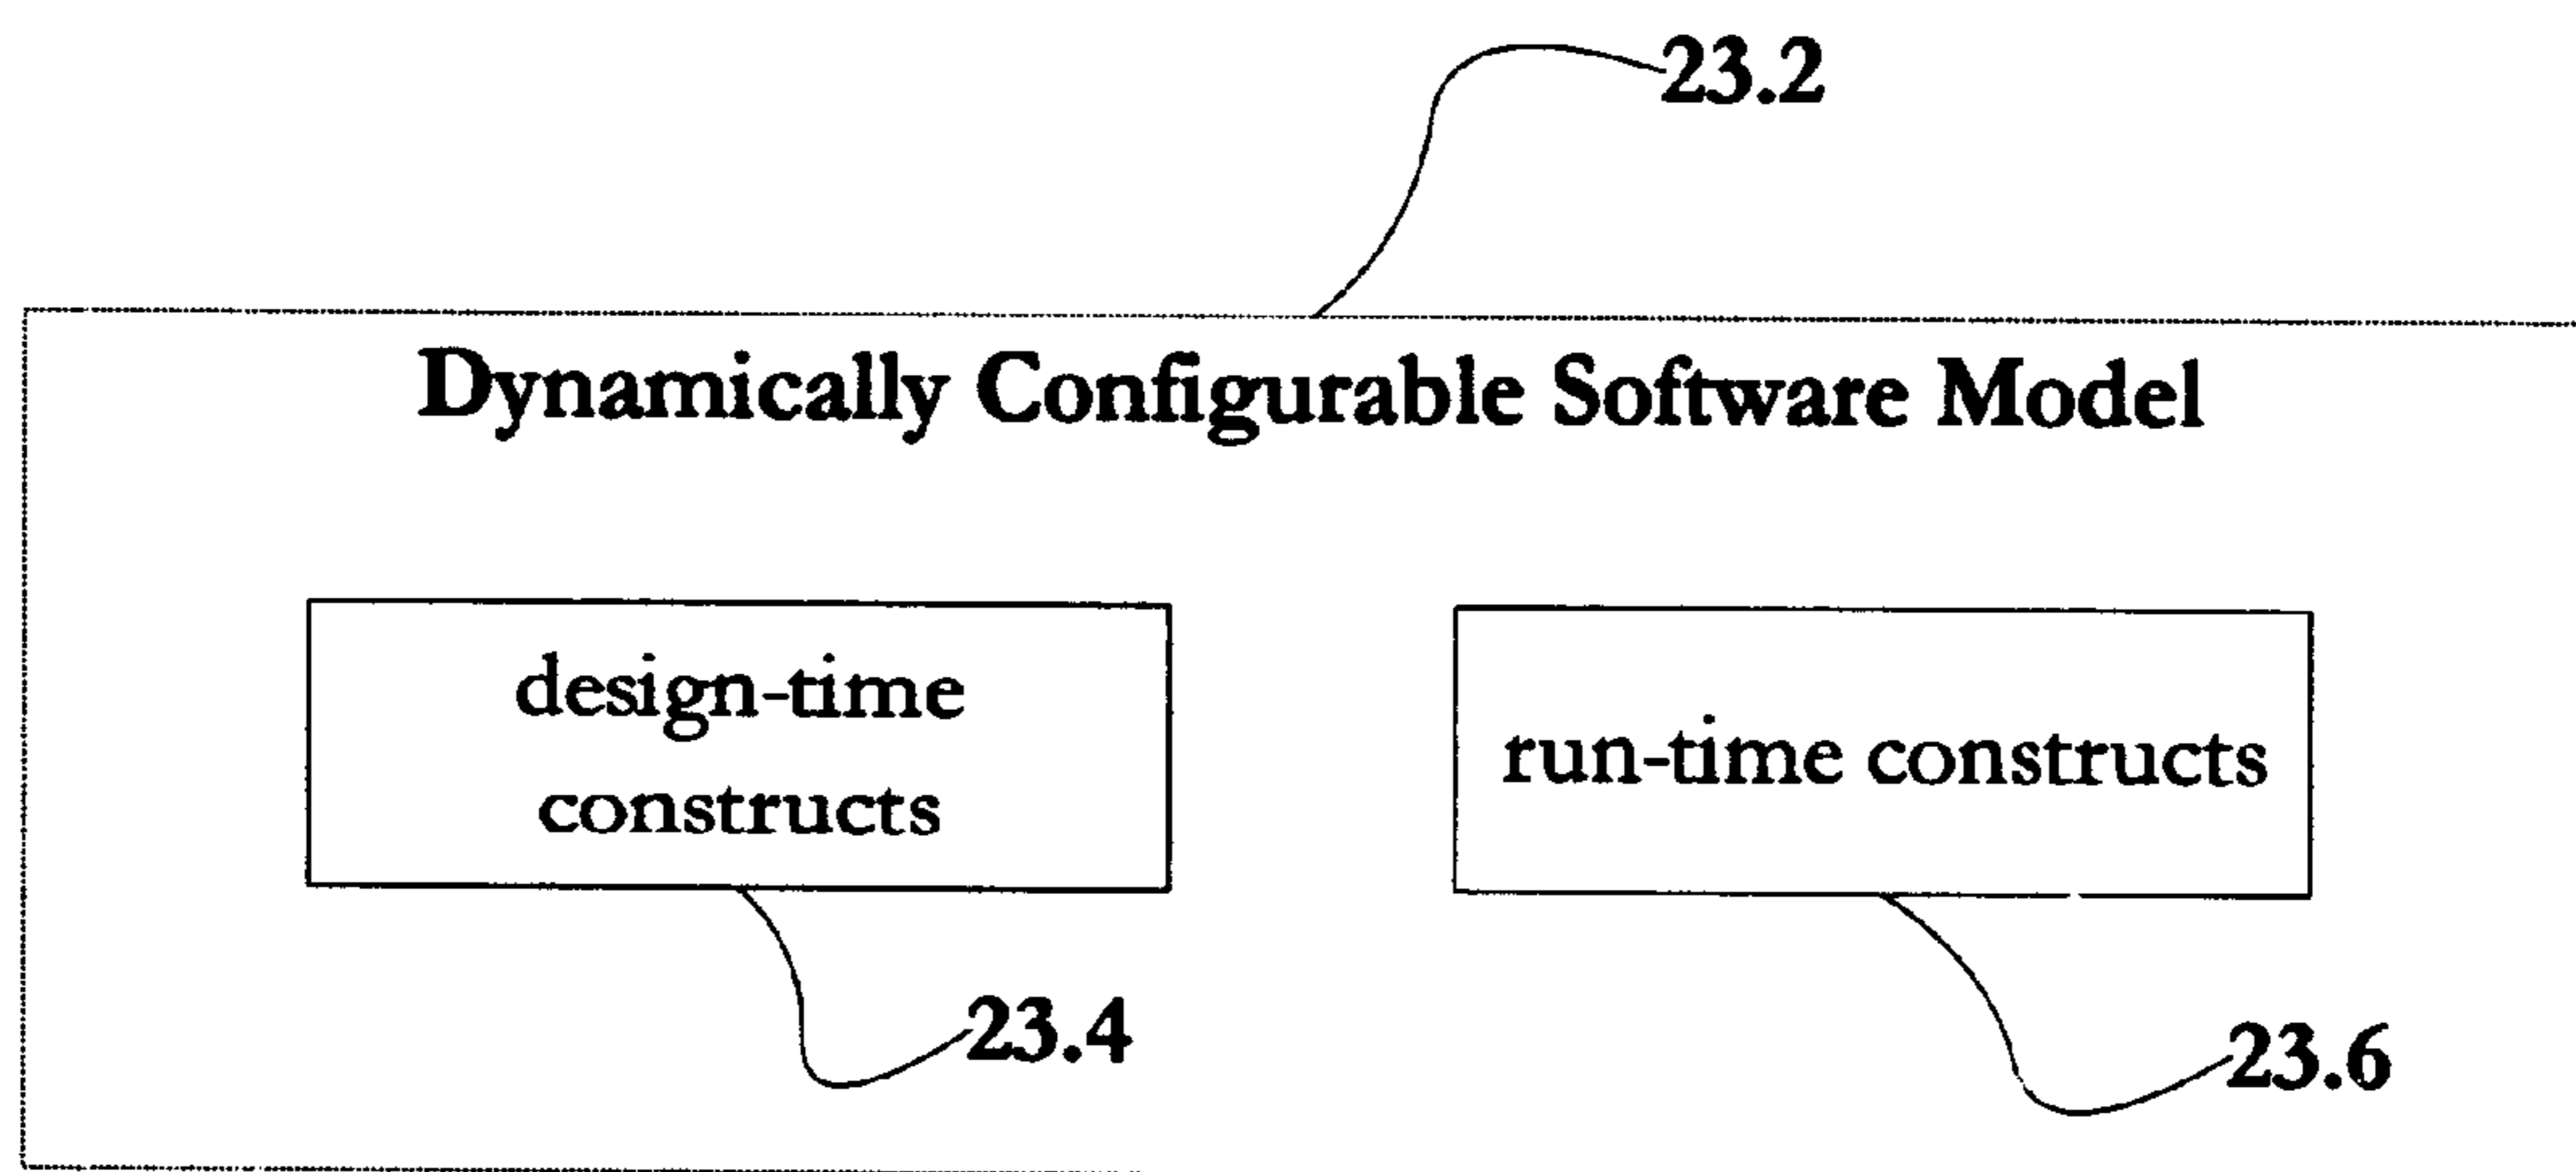 23.2
Dynamically Configurable Software Model
design-time
constructs
run-time constructs
23.4
23.6